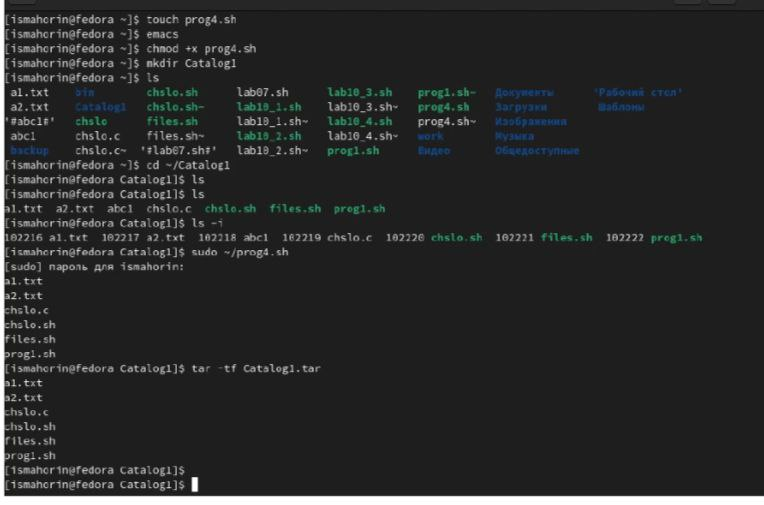 [ismahorin@fedora ~]$ touch prog4.sh
[ismahorin@fedora ~]$ emacs
[ismahorin@fedora ~]$ chmod +x prog4.sh
[ismahorin@fedora ~]$ mkdir Catalog1
[ismahorin@fedora ~]$ ls
a1.txt bin chslo.sh lab07.sh lab10_3.sh prog1.sh~ Документы 'Рабочий стол'
a2.txt Catalog1 chslo.sh~ lab10_1.sh lab10_3.sh~ prog4.sh Загрузки Шаблоны
'#abc1#' chslo files.sh lab10_1.sh~ lab10_4.sh prog4.sh~ Изображения
abc1 chslo.c files.sh~ lab10_2.sh lab10_4.sh~ work Музыка
backup chslo.c~ '#lab07.sh#' lab10_2.sh~ prog1.sh Видео Общедоступные
[ismahorin@fedora ~]$ cd ~/Catalog1
[ismahorin@fedora Catalog1]$ ls
[ismahorin@fedora Catalog1]$ ls
a1.txt a2.txt abc1 chslo.c chslo.sh files.sh prog1.sh
[ismahorin@fedora Catalog1]$ ls -i
102216 a1.txt 102217 a2.txt 102218 abc1 102219 chslo.c 102220 chslo.sh 102221 files.sh 102222 prog1.sh
[ismahorin@fedora Catalog1]$ sudo ~/prog4.sh
[sudo] пароль для ismahorin:
a1.txt
a2.txt
chslo.c
chslo.sh
files.sh
prog1.sh
[ismahorin@fedora Catalog1]$ tar -tf Catalog1.tar
a1.txt
a2.txt
chslo.c
chslo.sh
files.sh
prog1.sh
[ismahorin@fedora Catalog1]$
[ismahorin@fedora Catalog1]$